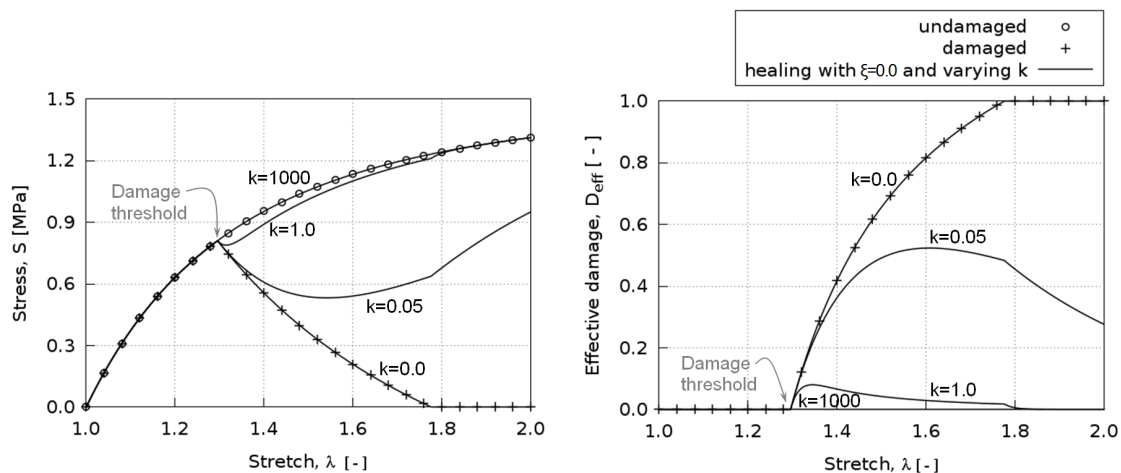 undamaged
damaged
healing with ξ=0.0 and varying k
1.5
1.2
0.9
0.6
0.3
0.0
Stress, S [MPa]
Damage
threshold
k=1000
k=1.0
k=0.05
k=0.0
1.0 1.2 1.4 1.6 1.8 2.0
Stretch, λ [-]
1.0
0.8
0.6
0.4
0.2
0.0
Effective damage, Deff [ - ]
k=0.0
k=0.05
Damage
threshold
k=1.0
k=1000
1.0 1.2 1.4 1.6 1.8 2.0
Stretch, λ [-]